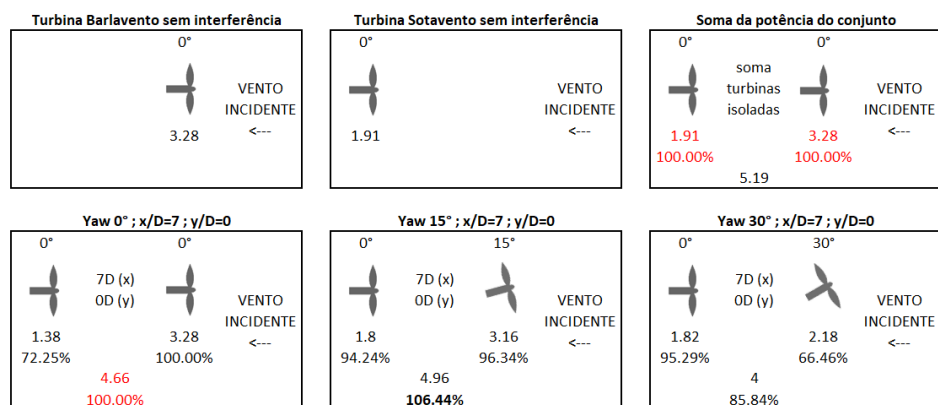 Turbina Barlavento sem interferência
0°
VENTO
INCIDENTE
<---
3.28
Turbina Sotavento sem interferência
0°
VENTO
INCIDENTE
<---
1.91
Soma da potência do conjunto
0° 0°
soma
turbinas
isoladas
VENTO
INCIDENTE
<---
1.91 3.28
100.00% 100.00%
5.19
Yaw 0° ; x/D=7 ; y/D=0
0° 0°
7D (x)
0D (y)
VENTO
INCIDENTE
<---
1.38 3.28
72.25% 100.00%
4.66
100.00%
Yaw 15° ; x/D=7 ; y/D=0
0° 15°
7D (x)
0D (y)
VENTO
INCIDENTE
<---
1.8 3.16
94.24% 96.34%
4.96
106.44%
Yaw 30° ; x/D=7 ; y/D=0
0° 30°
7D (x)
0D (y)
VENTO
INCIDENTE
<---
1.82 2.18
95.29% 66.46%
4
85.84%